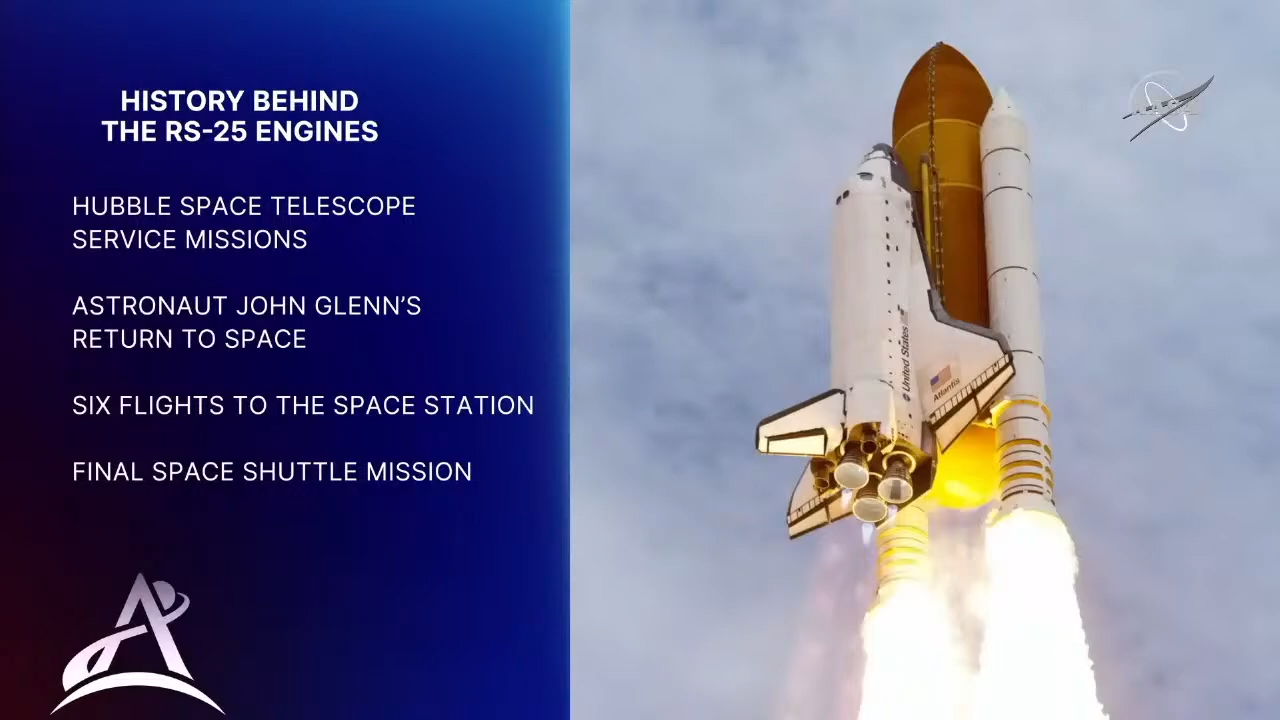 HISTORY BEHIND
THE RS-25 ENGINES
HUBBLE SPACE TELESCOPE
SERVICE MISSIONS
ASTRONAUT JOHN GLENN’S
RETURN TO SPACE
SIX FLIGHTS TO THE SPACE STATION
FINAL SPACE SHUTTLE MISSION
United States
Atlantis